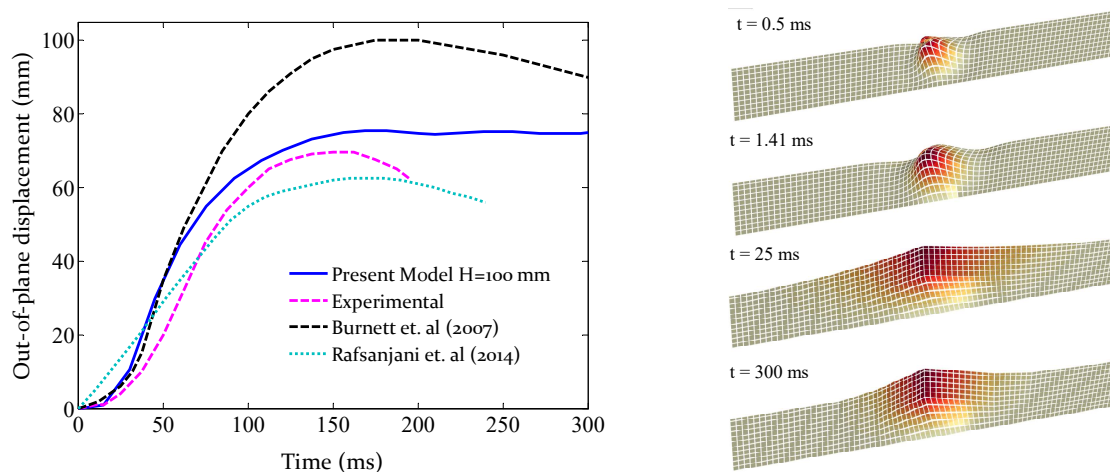 Out-of-plane displacement (mm)
100
80
60
40
20
0
0 50 100 150 200 250 300
Time (ms)
Present Model H=100 mm
Experimental
Burnett et. al (2007)
Rafsanjani et. al (2014)
t = 0.5 ms
t = 1.41 ms
t = 25 ms
t = 300 ms